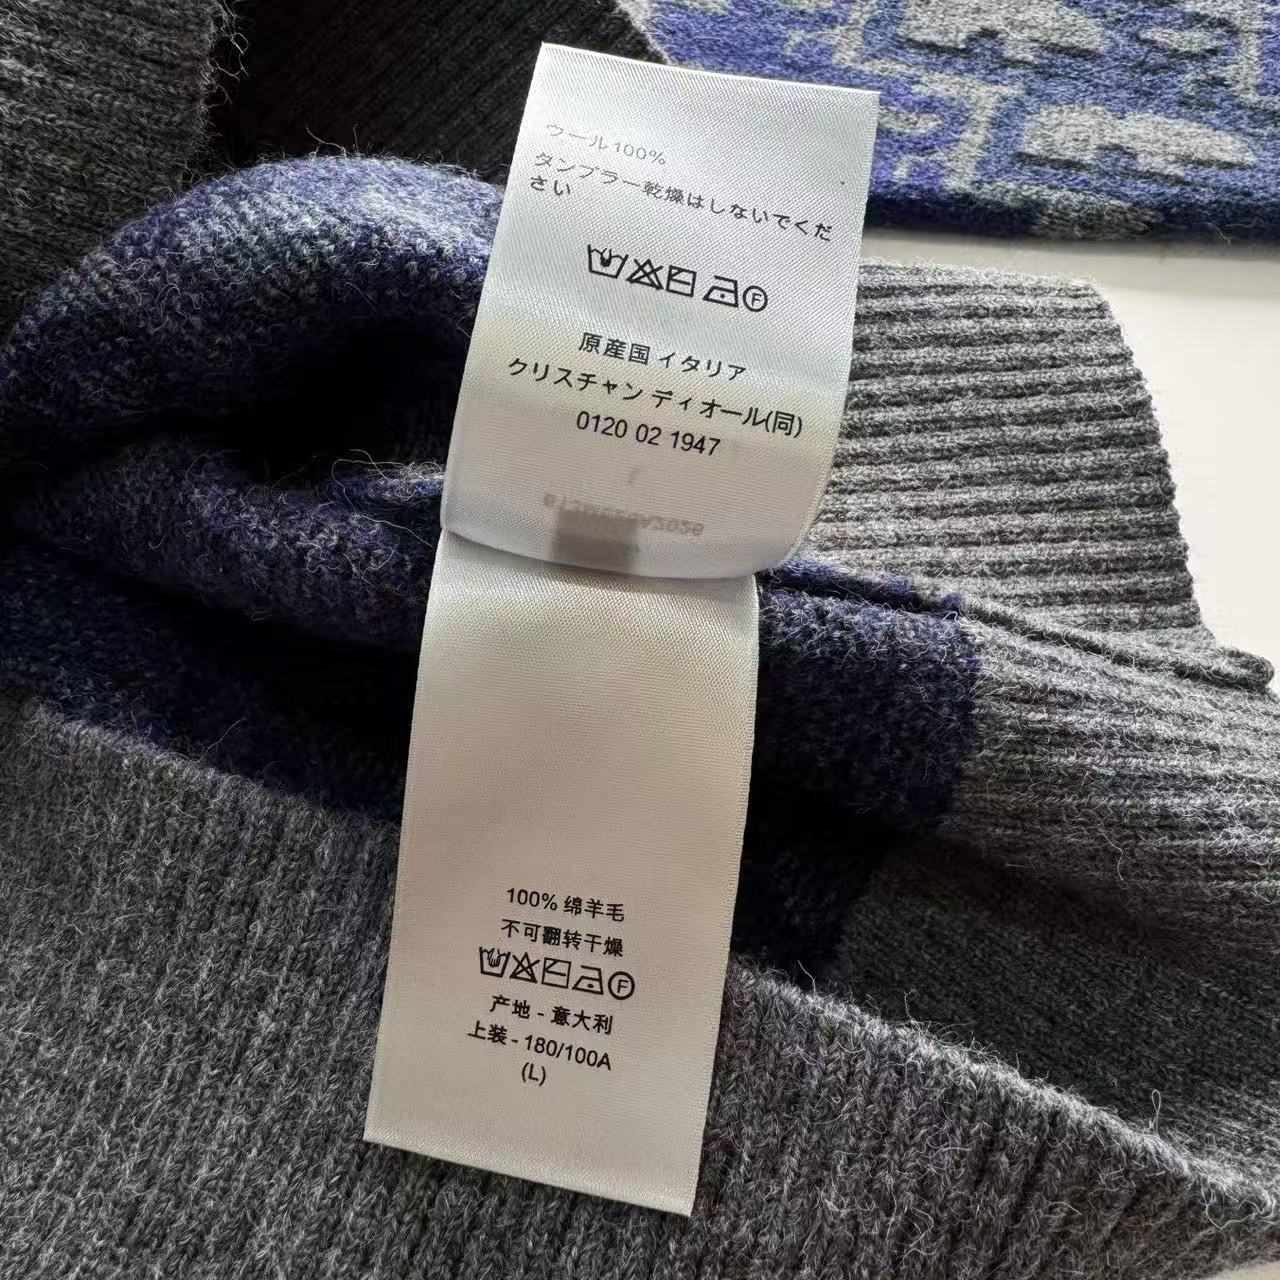 ウール100%
タンブラー乾燥はしないでくだ
さい
F
原産国 イタリア
クリスチャン ディオール(同)
0120 02 1947
100% 绵羊毛
不可翻转干燥
F
产地 - 意大利
上装 - 180/100A
(L)